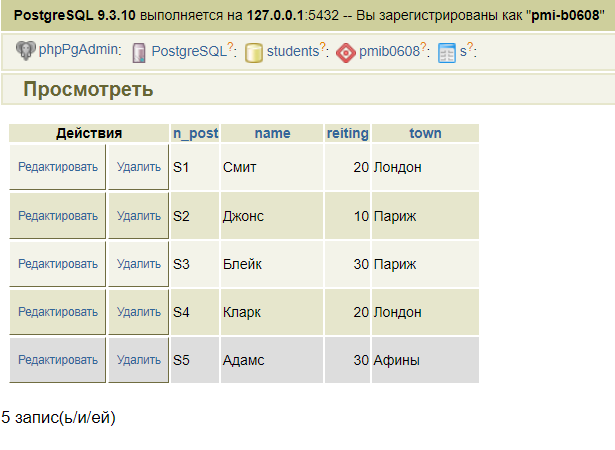 PostgreSQL 9.3.10 выполняется на 127.0.0.1:5432 -- Вы зарегистрированы как "pmi-b0608"
phpPgAdmin: PostgreSQL?: students?: pmib0608?: s?:
Просмотреть
Действия n_post name reiting town
Редактировать Удалить S1 Смит 20 Лондон
Редактировать Удалить S2 Джонс 10 Париж
Редактировать Удалить S3 Блейк 30 Париж
Редактировать Удалить S4 Кларк 20 Лондон
Редактировать Удалить S5 Адамс 30 Афины
5 запис(ь/и/ей)